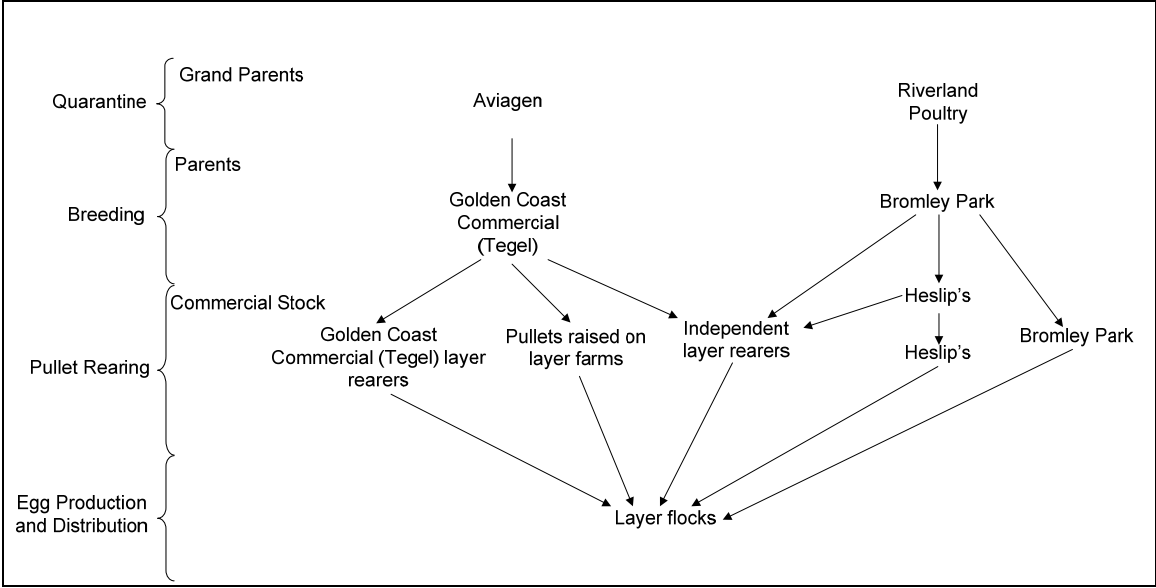 Grand Parents
Quarantine
Aviagen
Riverland
Poultry
Parents
Breeding
Golden Coast
Commercial
(Tegel)
Bromley Park
Commercial Stock
Heslip's
Pullet Rearing
Golden Coast
Commercial (Tegel) layer
rearers
Pullets raised on
layer farms
Independent
layer rearers
Heslip's
Bromley Park
Egg Production
and Distribution
Layer flocks